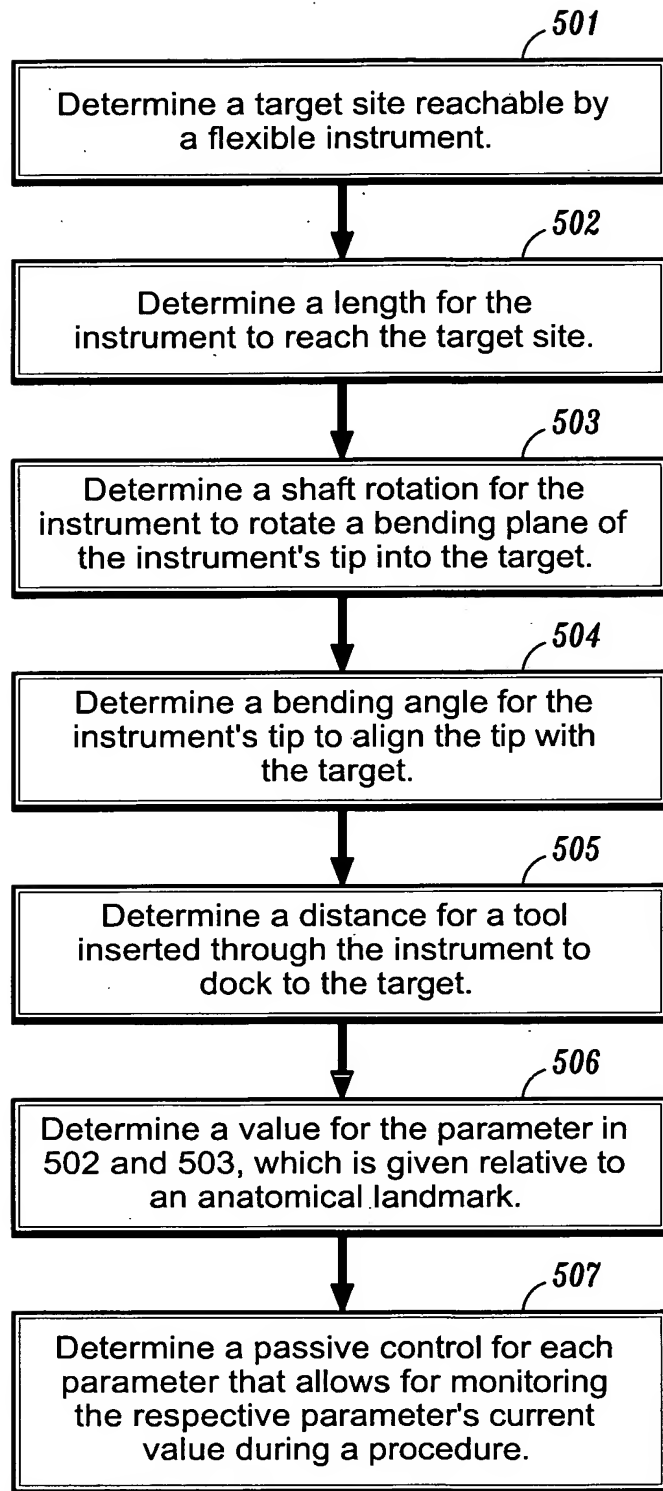 501
Determine a target site reachable by
a flexible instrument.
502
Determine a length for the
instrument to reach the target site.
503
Determine a shaft rotation for the
instrument to rotate a bending plane of
the instrument's tip into the target.
504
Determine a bending angle for the
instrument's tip to align the tip with
the target.
505
Determine a distance for a tool
inserted through the instrument to
dock to the target.
506
Determine a value for the parameter in
502 and 503, which is given relative to
an anatomical landmark.
507
Determine a passive control for each
parameter that allows for monitoring
the respective parameter's current
value during a procedure.